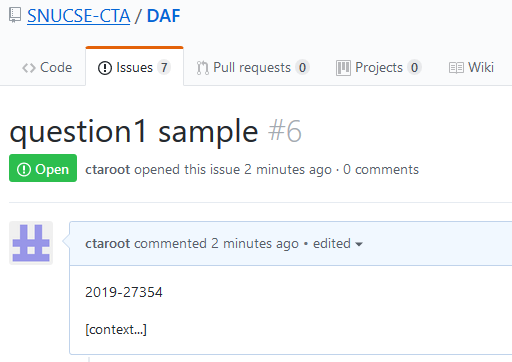 SNUCSE-CTA / DAF
Code Issues 7 Pull requests 0 Projects 0 Wiki
question1 sample #6
Open ctaroot opened this issue 2 minutes ago · 0 comments
ctaroot commented 2 minutes ago • edited
2019-27354
[context...]